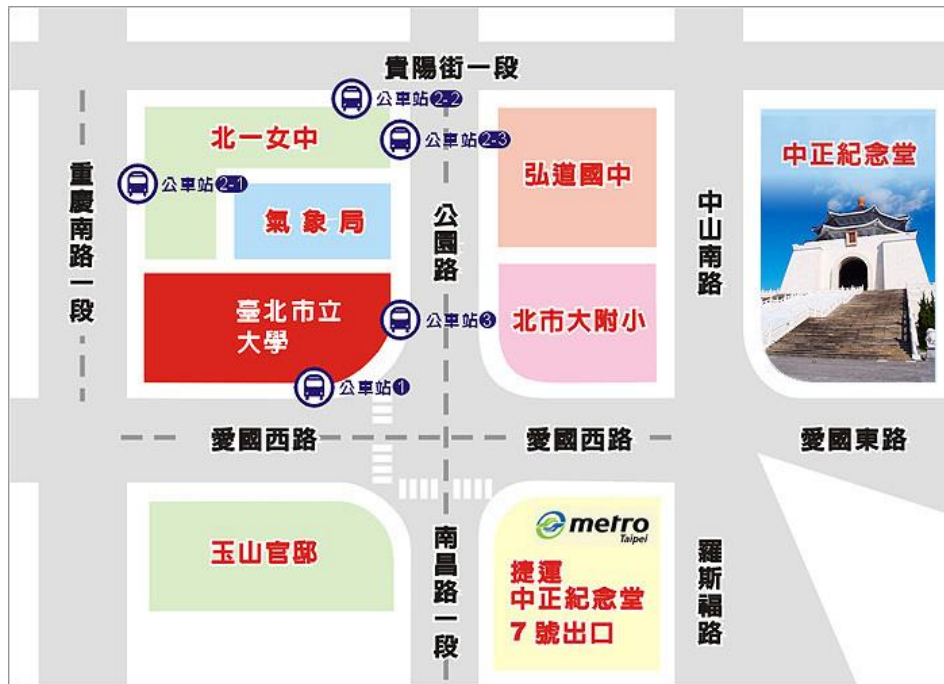 貴陽街一段
公車站2-2
北一女中
公車站2-3
弘道國中
中正紀念堂
公車站2-1
重慶南路一段
氣象局
公園路
中山南路
臺北市立
大學
公車站3
北市大附小
公車站1
愛國西路
愛國西路
愛國東路
玉山官邸
南昌路一段
metro
Taipei
捷運
中正紀念堂
7號出口
羅斯福路